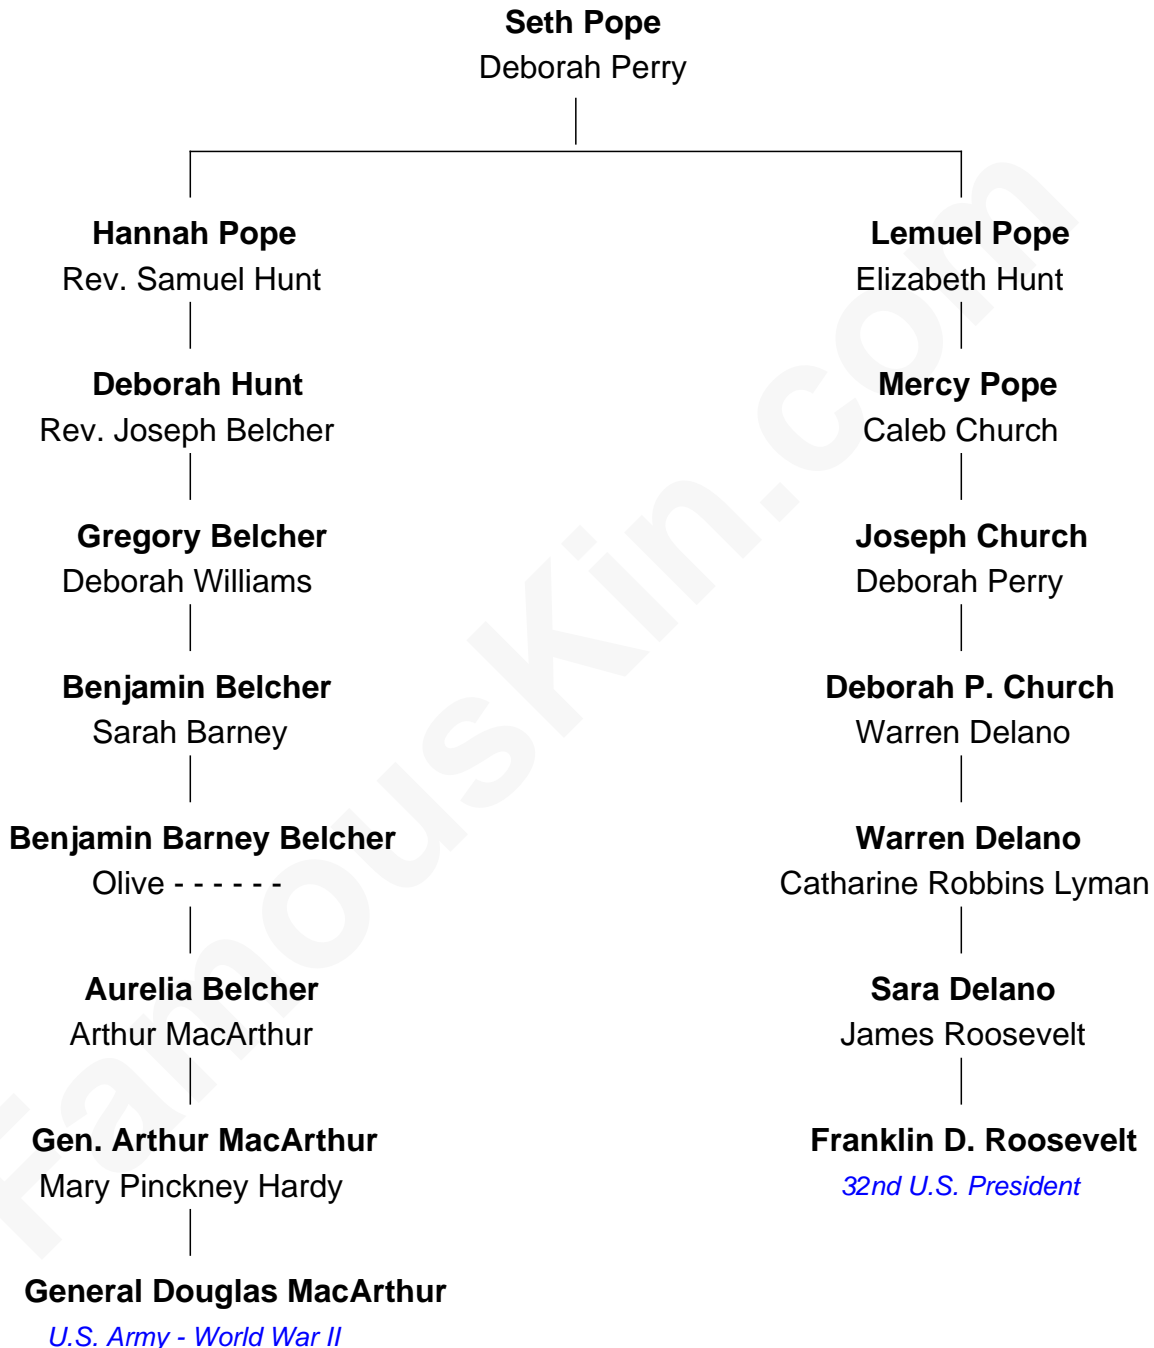 Seth Pope
Deborah Perry
Hannah Pope
Rev. Samuel Hunt
Lemuel Pope
Elizabeth Hunt
Deborah Hunt
Rev. Joseph Belcher
Mercy Pope
Caleb Church
Gregory Belcher
Deborah Williams
Joseph Church
Deborah Perry
Benjamin Belcher
Sarah Barney
Deborah P. Church
Warren Delano
Benjamin Barney Belcher
Olive - - - - - -
Warren Delano
Catharine Robbins Lyman
Aurelia Belcher
Arthur MacArthur
Sara Delano
James Roosevelt
Gen. Arthur MacArthur
Mary Pinckney Hardy
Franklin D. Roosevelt
32nd U.S. President
General Douglas MacArthur
U.S. Army - World War II
FamousKin.com